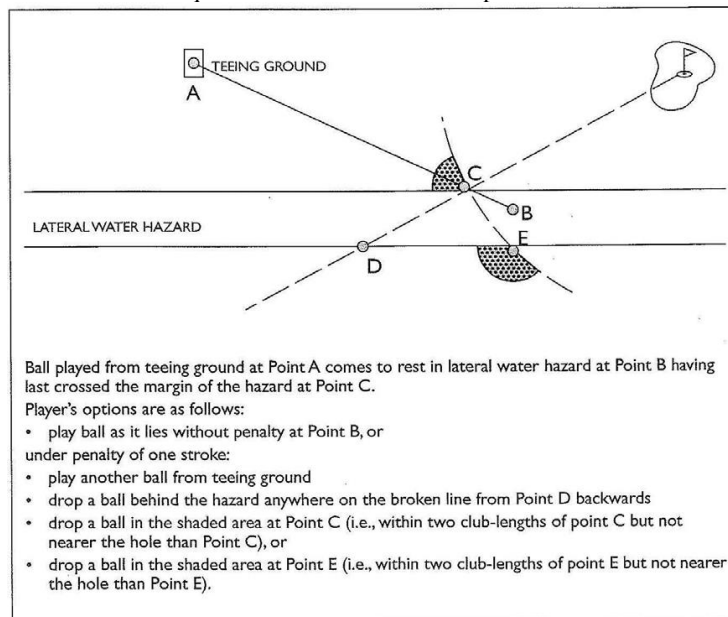 TEEING GROUND
A
C
B
LATERAL WATER HAZARD
E
D
Ball played from teeing ground at Point A comes to rest in lateral water hazard at Point B having
last crossed the margin of the hazard at Point C.
Player's options are as follows:
• play ball as it lies without penalty at Point B, or
under penalty of one stroke:
• play another ball from teeing ground
• drop a ball behind the hazard anywhere on the broken line from Point D backwards
• drop a ball in the shaded area at Point C (i.e., within two club-lengths of point C but not
nearer the hole than Point C), or
• drop a ball in the shaded area at Point E (i.e., within two club-lengths of point E but not nearer
the hole than Point E).